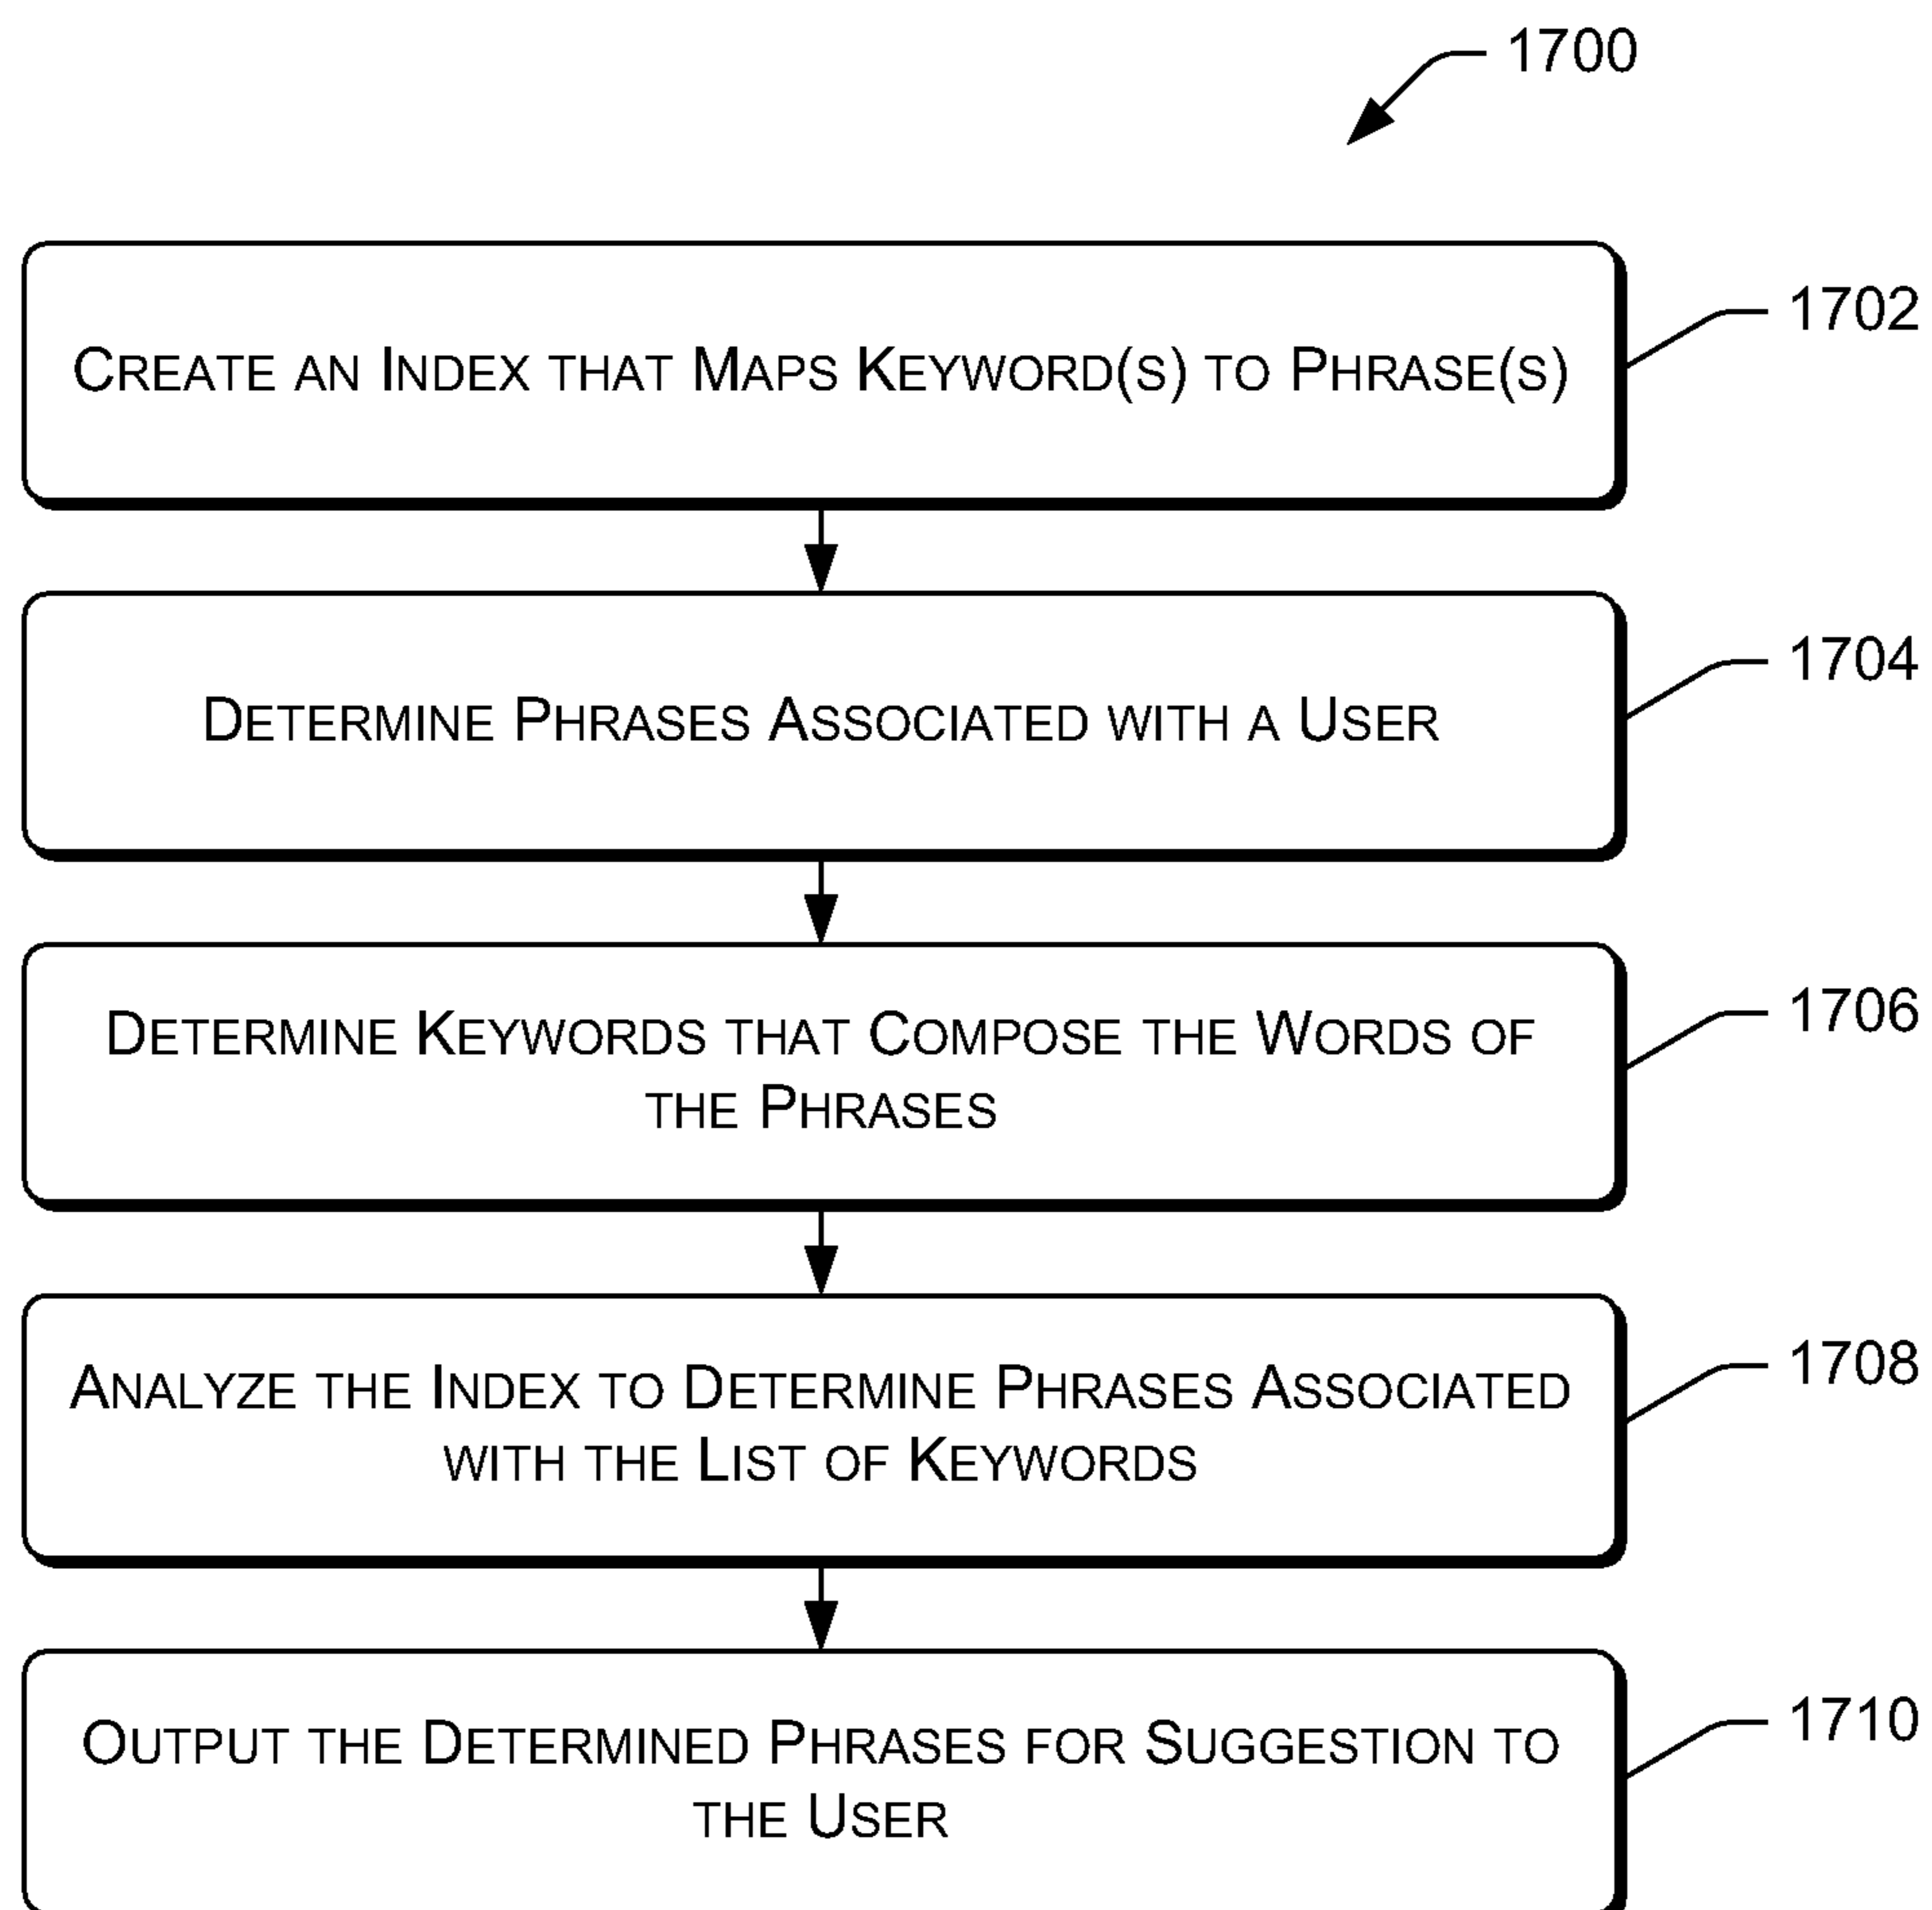 1700
Create an Index that Maps Keyword(s) to Phrase(s)
1702
Determine Phrases Associated with a User
1704
Determine Keywords that Compose the Words of
the Phrases
1706
Analyze the Index to Determine Phrases Associated
with the List of Keywords
1708
Output the Determined Phrases for Suggestion to
the User
1710